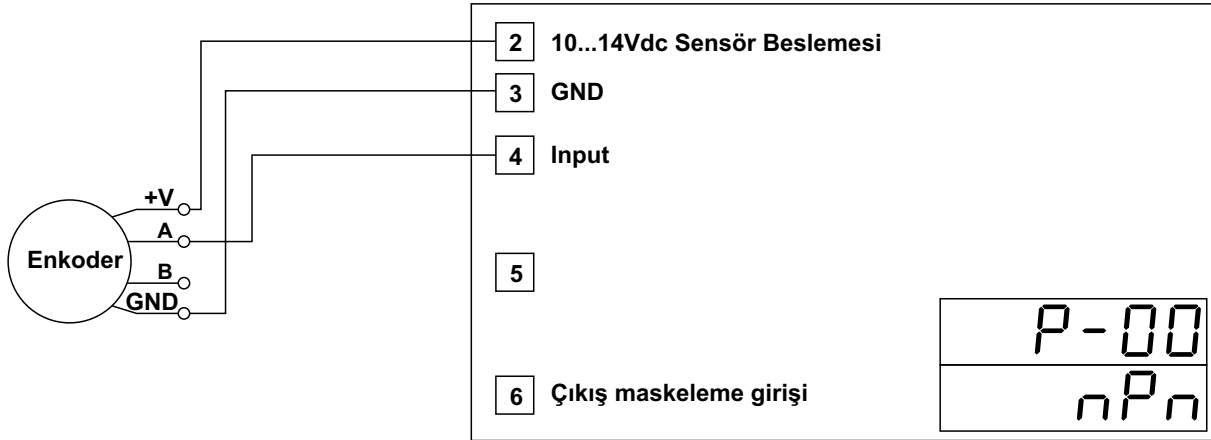 2 10...14Vdc Sensör Beslemesi
3 GND
4 Input
+V
A
Enkoder
B
GND
5
P-00
nPn
6 Çıkış maskeleme girişi